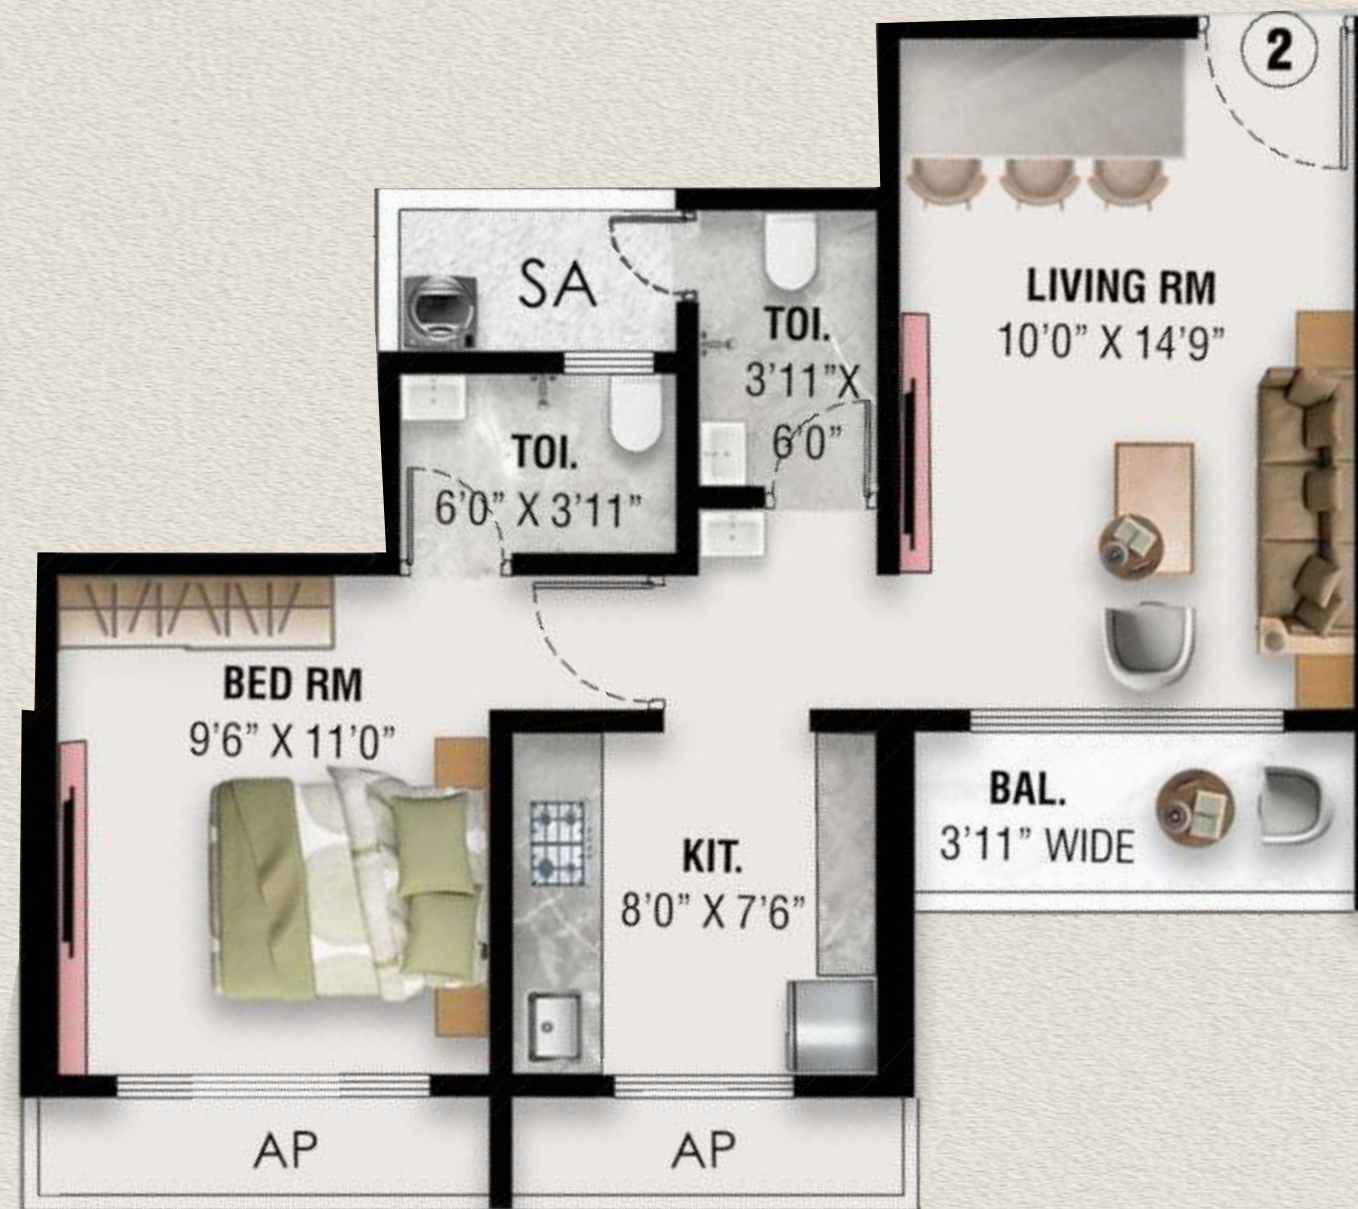 2
LIVING RM
10'0" X 14'9"
SA
TOI.
3'11"X
6'0"
TOI.
6'0" X 3'11"
BED RM
9'6" X 11'0"
BAL.
3'11" WIDE
KIT.
8'0" X 7'6"
AP
AP